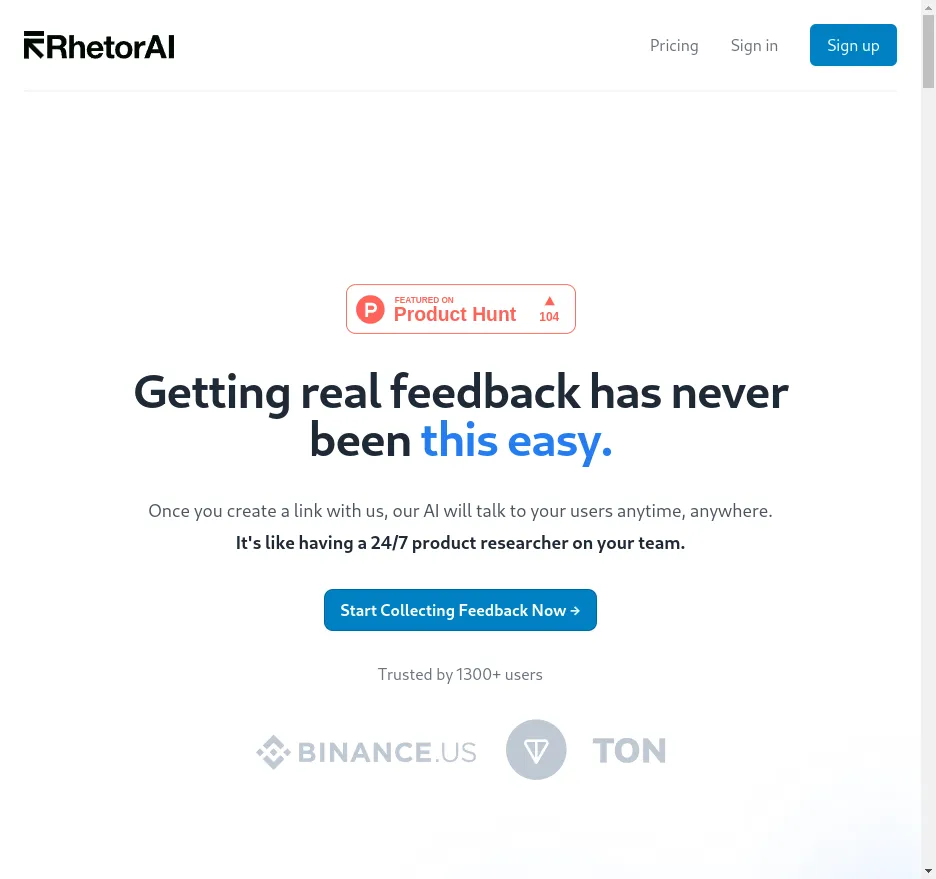 RhetorAI
Pricing
Sign in
Sign up
FEATURED ON
Product Hunt
104
Getting real feedback has never
been this easy.
Once you create a link with us, our AI will talk to your users anytime, anywhere.
It's like having a 24/7 product researcher on your team.
Start Collecting Feedback Now →
Trusted by 1300+ users
BINANCE.US
TON